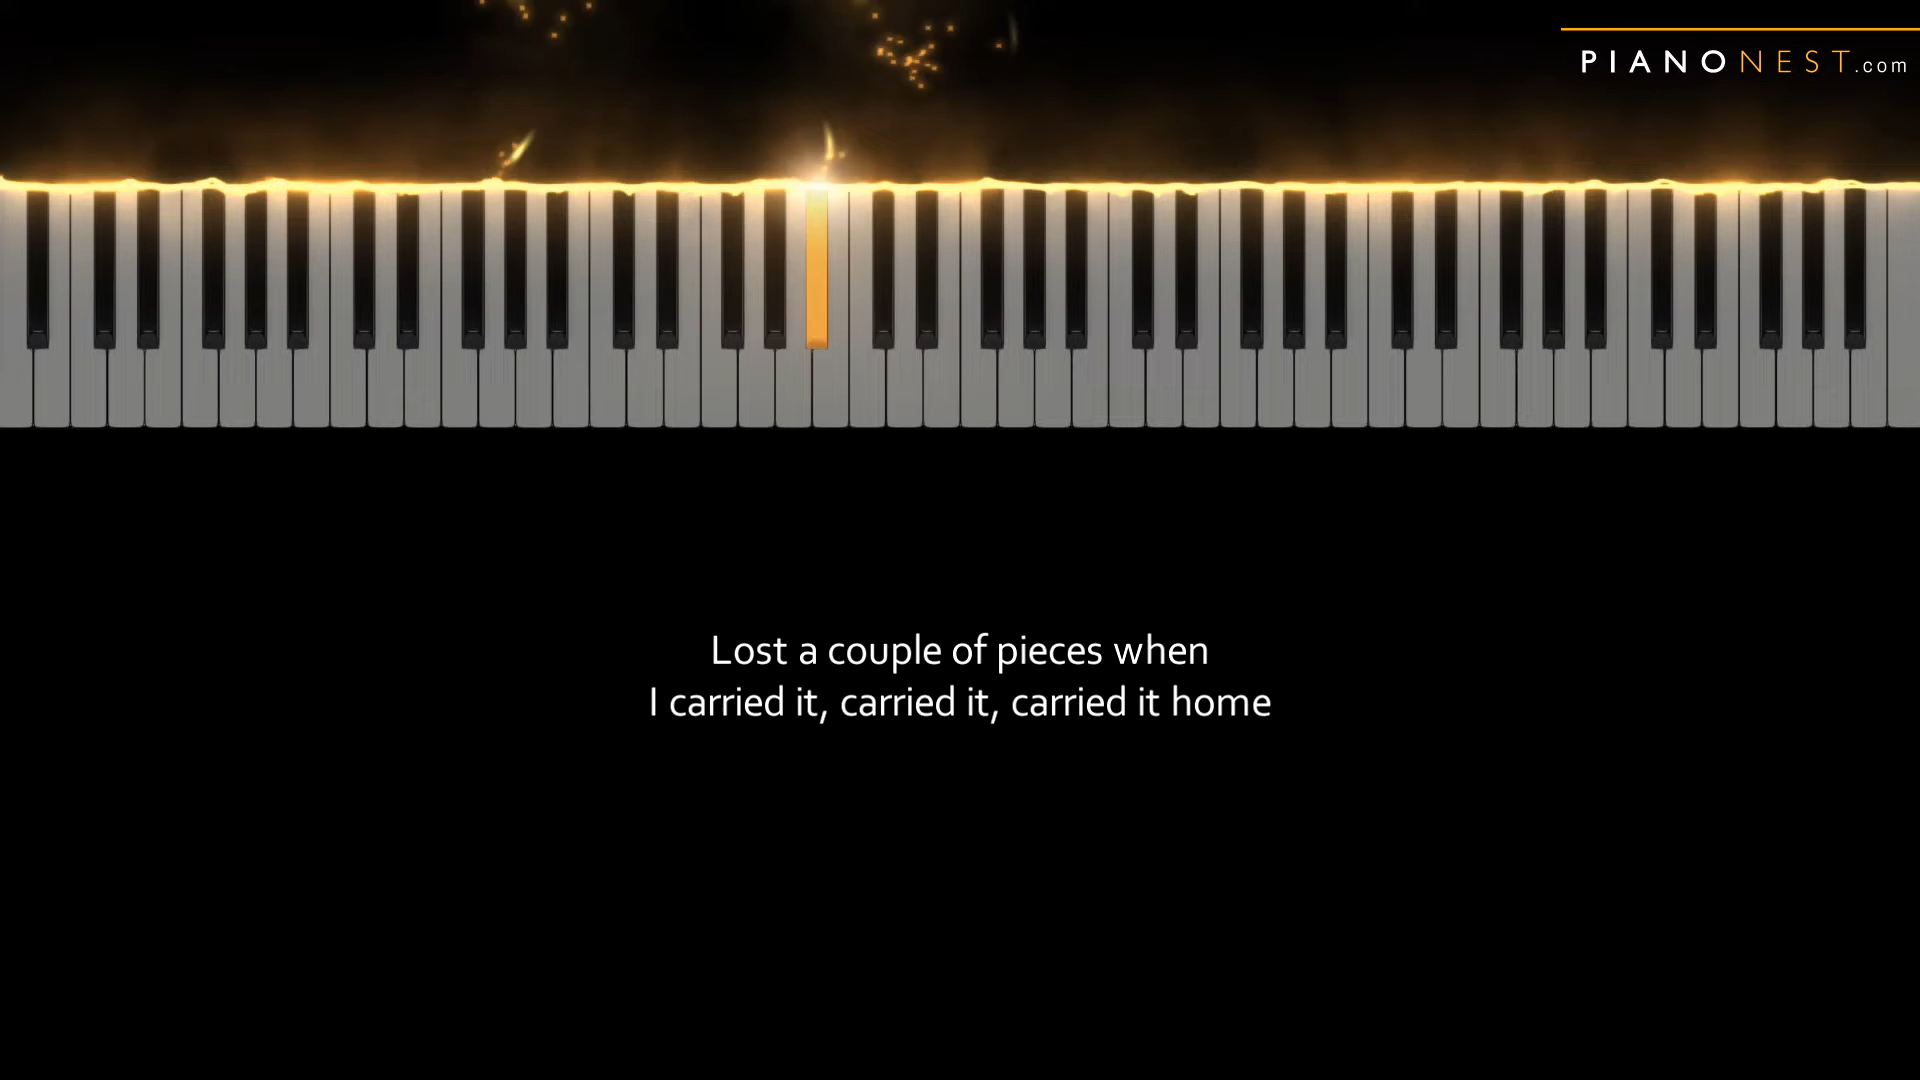 PIANONEST.com
Lost a couple of pieces when
I carried it, carried it, carried it home